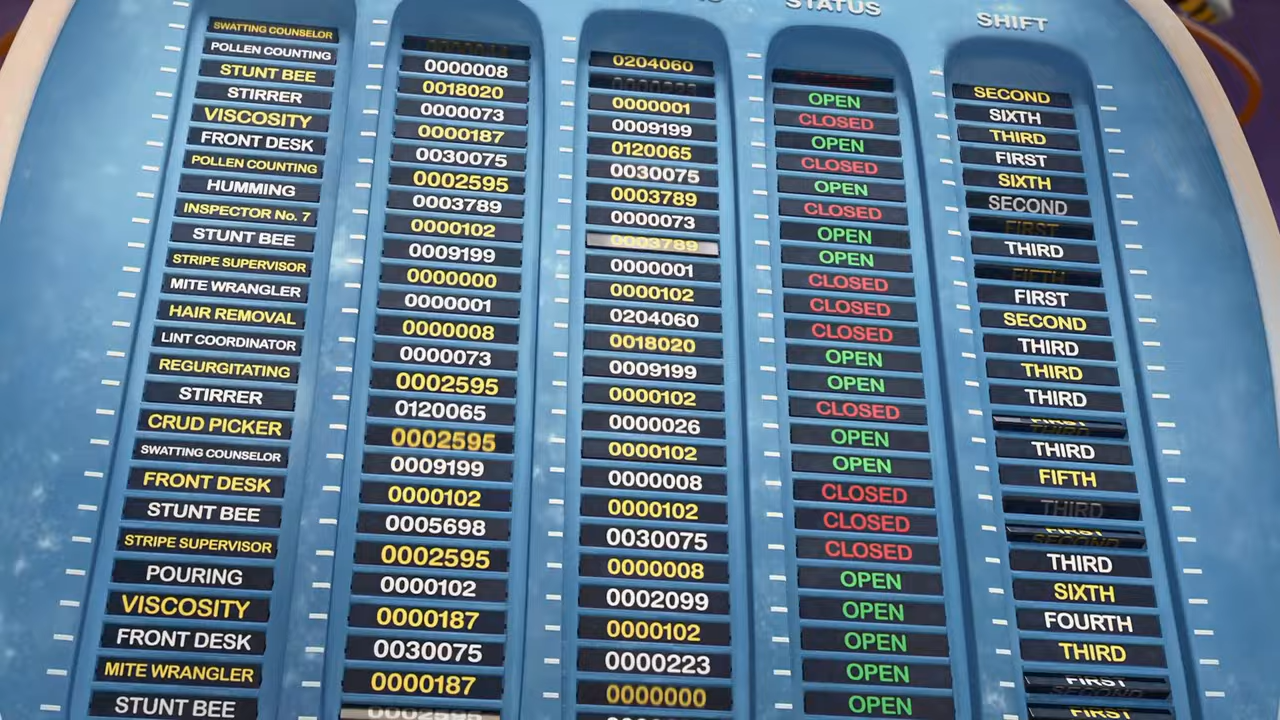 STATUS SHIFT
SWATTING COUNSELOR 0204060 SECOND
POLLEN COUNTING 0000008 OPEN SIXTH
STUNT BEE 0018020 0000001 CLOSED THIRD
STIRRER 0000073 0009199 OPEN FIRST
VISCOSITY 0000187 0120065 CLOSED SIXTH
FRONT DESK 0030075 0030075 OPEN SECOND
POLLEN COUNTING 0002595 0003789 CLOSED FIRST
HUMMING 0003789 0000073 OPEN THIRD
INSPECTOR No. 7 0000102 0003789 OPEN FIFTH
STUNT BEE 0009199 0000001 CLOSED FIRST
STRIPE SUPERVISOR 0000000 0000102 CLOSED SECOND
MITE WRANGLER 0000001 0204060 CLOSED THIRD
HAIR REMOVAL 0000008 0018020 OPEN THIRD
LINT COORDINATOR 0000073 0009199 OPEN THIRD
REGURGITATING 0002595 0000102 CLOSED
STIRRER 0120065 0000026 OPEN THIRD
CRUD PICKER 0002595 0000102 OPEN FIFTH
SWATTING COUNSELOR 0009199 0000008 CLOSED THIRD
FRONT DESK 0000102 0000102 CLOSED FIRST SECOND
STUNT BEE 0005698 0030075 CLOSED THIRD
STRIPE SUPERVISOR 0002595 0000008 OPEN SIXTH
POURING 0000102 0002099 OPEN FOURTH
VISCOSITY 0000187 0000102 OPEN THIRD
FRONT DESK 0030075 0000223 OPEN FIRST SECOND
MITE WRANGLER 0000187 0000000 OPEN FIRST
STUNT BEE 0002595